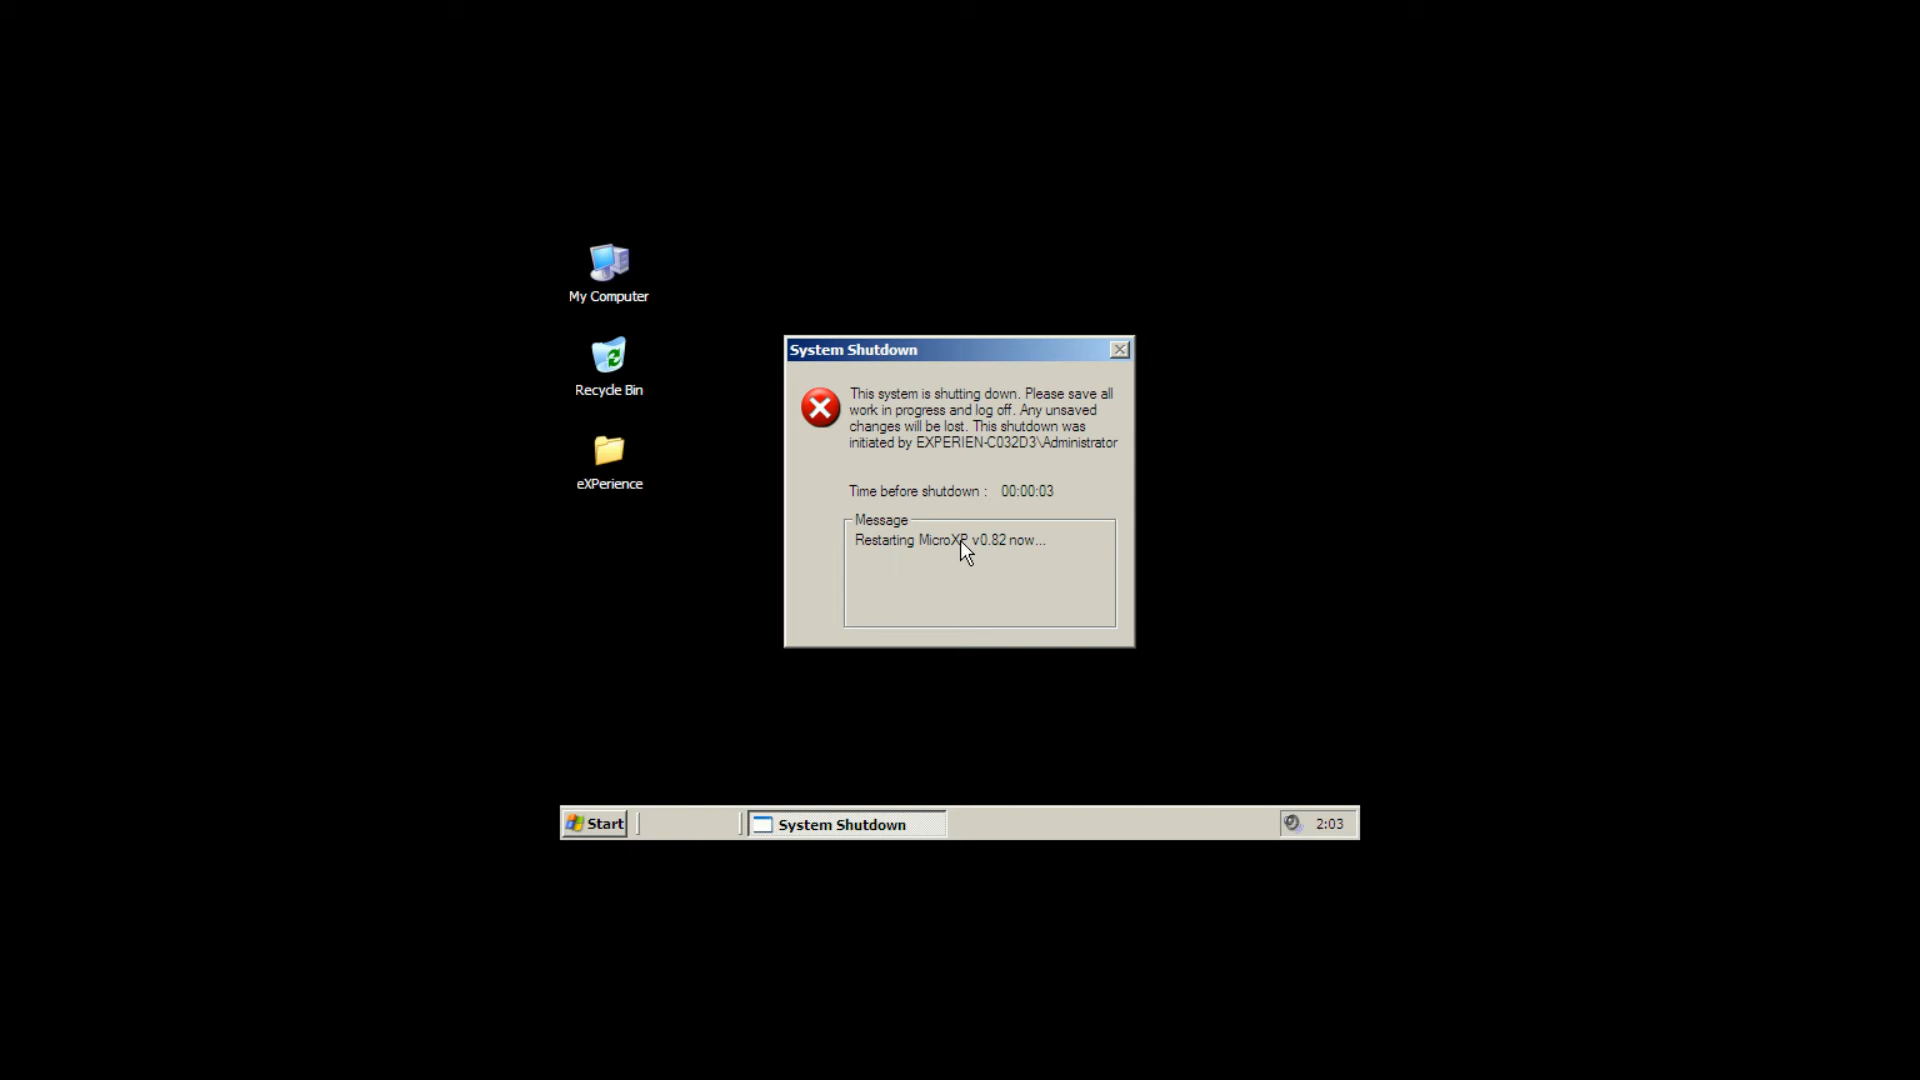 My Computer
Recycle Bin
eXPerience
System Shutdown
This system is shutting down. Please save all
work in progress and log off. Any unsaved
changes will be lost. This shutdown was
initiated by EXPERIEN-C032D3\Administrator
Time before shutdown : 00:00:03
Message
Restarting MicroXP v0.82 now...
Start
System Shutdown
2:03